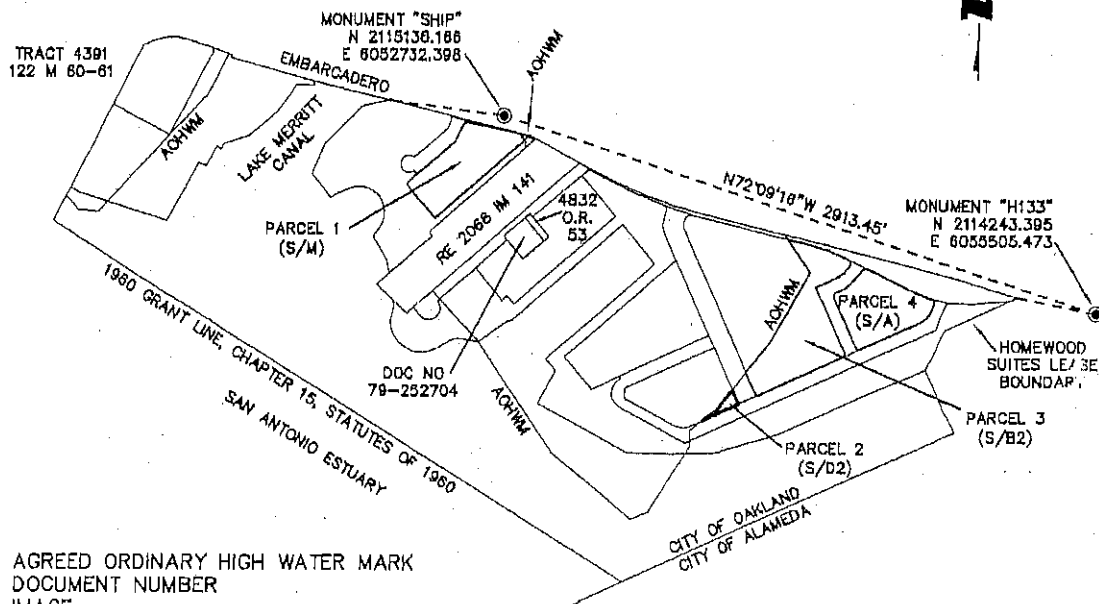 MONUMENT "SHIP"
N 2115136.166
E 6052732.398
TRACT 4391
122 M 60-61
EMBARCADERO
AOHWM
AOHWM
LAKE MERRITT
CANAL
N72°09'16"W 2913.45'
MONUMENT "H133"
N 2114243.395
E 6055505.473
PARCEL 1
(S/M)
RE 2068 IM 141
4832
O.R.
53
AOHWM
PARCEL 4
(S/A)
1960 GRANT LINE, CHAPTER 15, STATUTES OF 1960
SAN ANTONIO ESTUARY
DOC NO
79-252704
AOHWM
HOMEWOOD
SUITES
BOUNDARY
PARCEL 3
(S/B2)
PARCEL 2
(S/D2)
CITY OF OAKLAND
CITY OF ALAMEDA
AGREED ORDINARY HIGH WATER MARK
DOCUMENT NUMBER